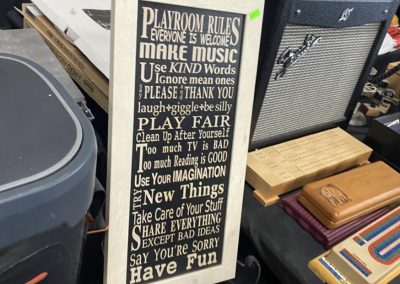 PLAYROOM RULES
EVERYONE IS WELCOME
MAKE MUSIC
USE KIND Words
Ignore mean ones
SAY PLEASE AND THANK YOU
laugh+giggle+be silly
PLAY FAIR
Clean Up After Yourself
Too much TV is BAD
Too much Reading is GOOD
USE YOUR IMAGINATION
TRY New Things
Take Care of Your Stuff
SHARE EVERYTHING
EXCEPT BAD IDEAS
SAY YOU'RE SORRY
Have Fun
Fender